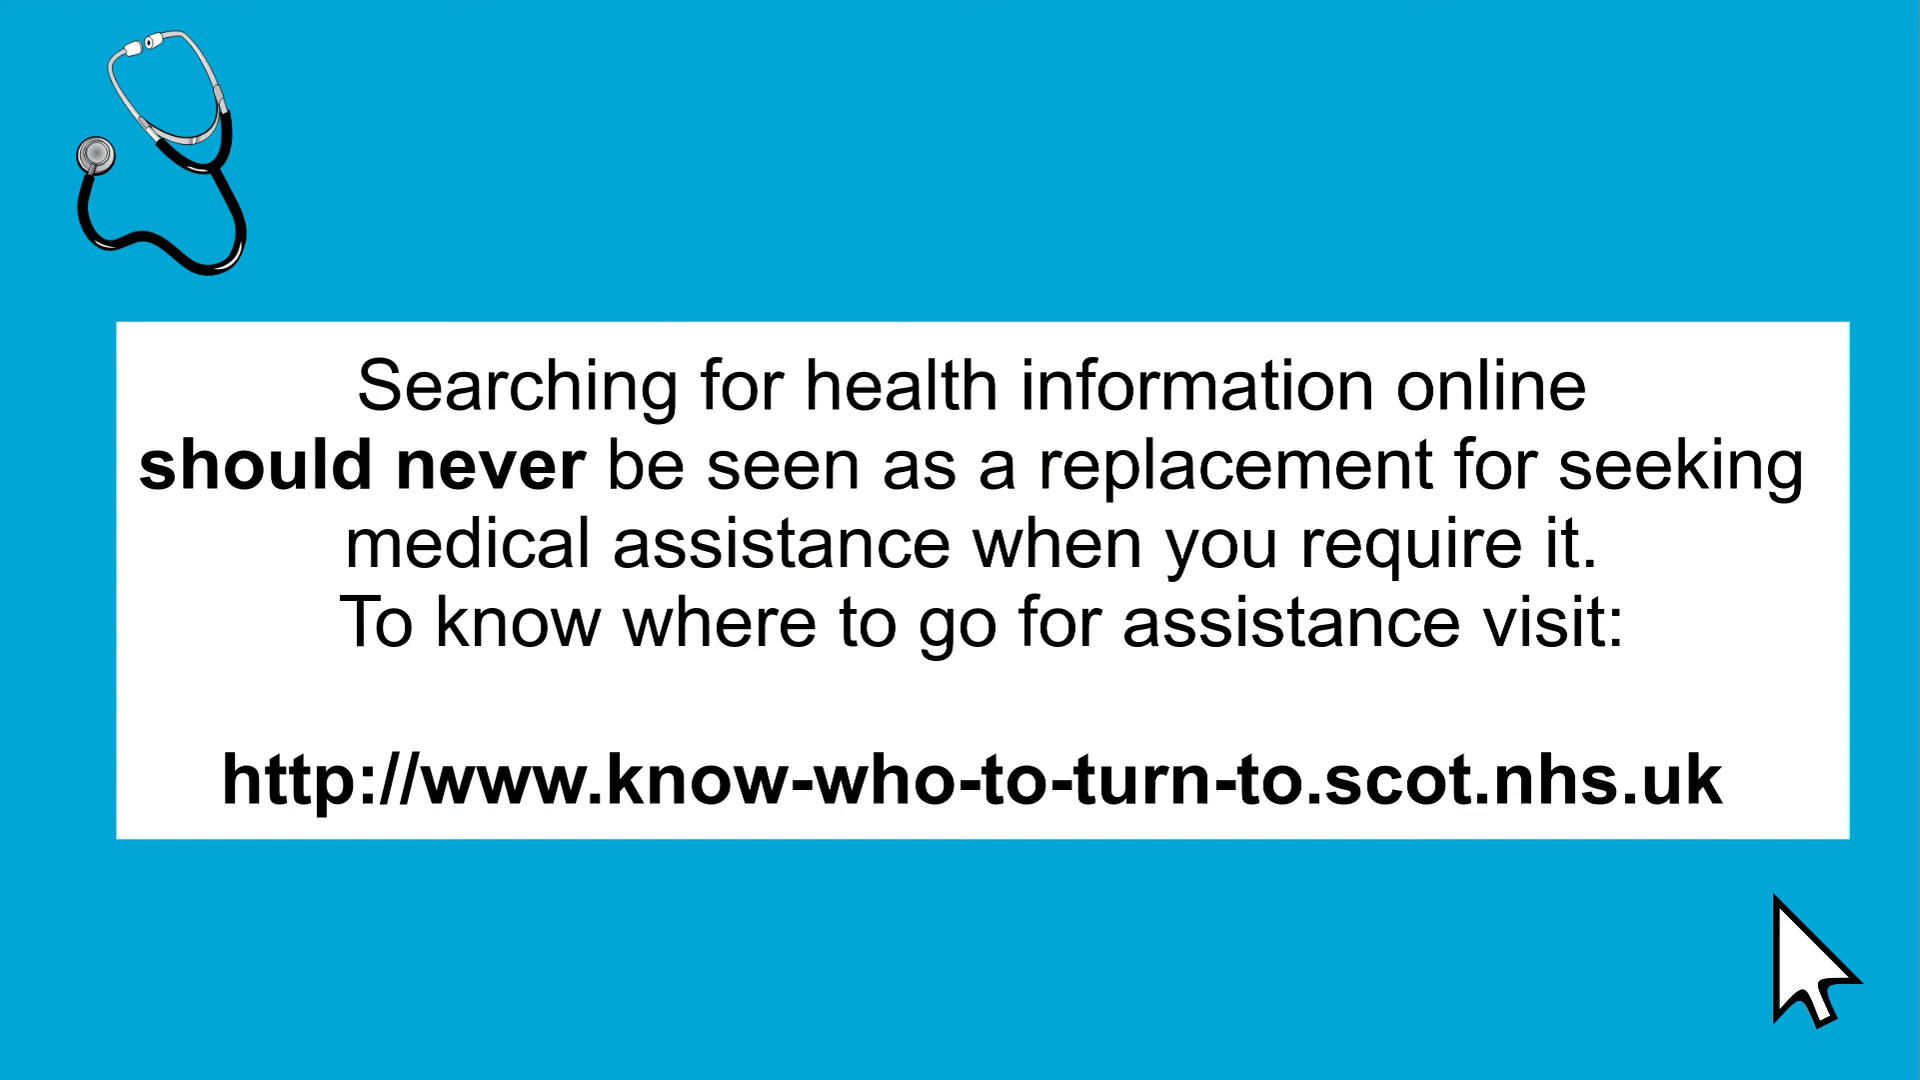 Searching for health information online
should never be seen as a replacement for seeking
medical assistance when you require it.
To know where to go for assistance visit:
http://www.know-who-to-turn-to.scot.nhs.uk